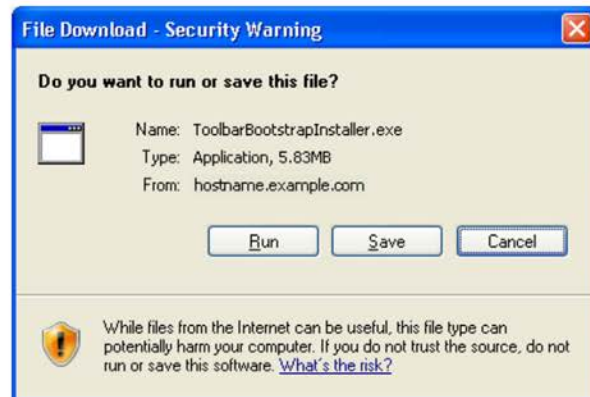 File Download - Security Warning
Do you want to run or save this file?
Name: ToolbarBootstrapInstaller.exe
Type: Application, 5.83MB
From: hostname.example.com
Run Save Cancel
While files from the Internet can be useful, this file type can
potentially harm your computer. If you do not trust the source, do not
run or save this software. What's the risk?